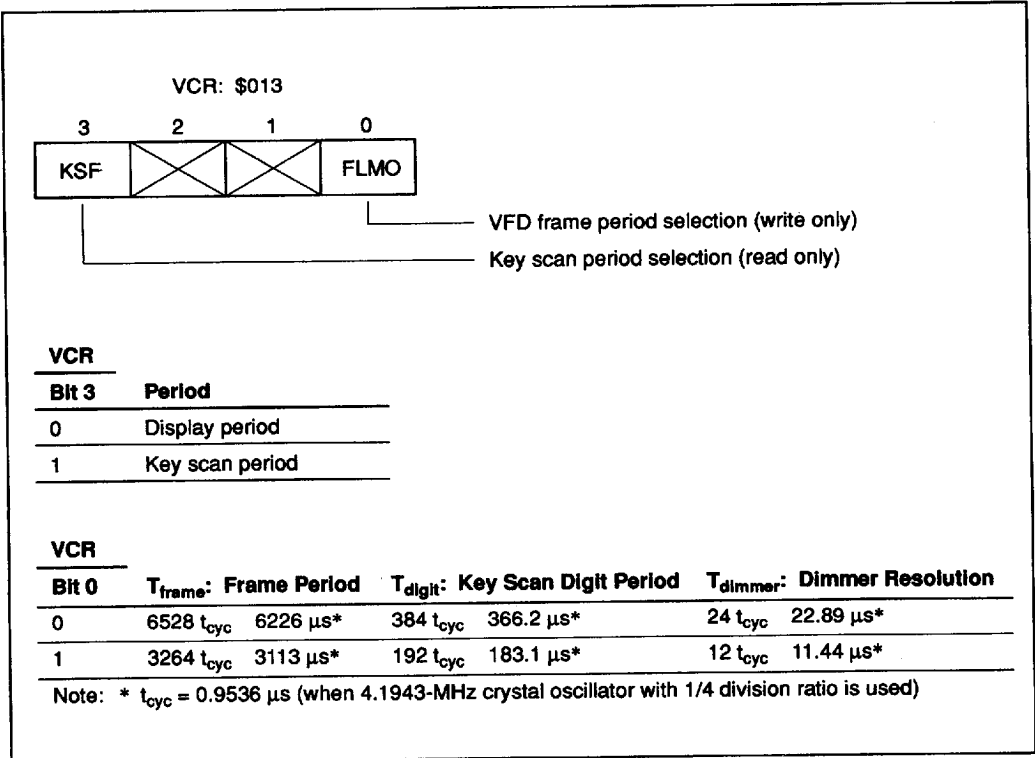 VCR: $013
3 2 1 0
KSF FLMO
VFD frame period selection (write only)
Key scan period selection (read only)
VCR
Bit 3 Period
0 Display period
1 Key scan period
VCR
Bit 0 Tframe: Frame Period Tdigit: Key Scan Digit Period Tdimmer: Dimmer Resolution
0 6528 tcyc 6226 μs* 384 tcyc 366.2 μs* 24 tcyc 22.89 μs*
1 3264 tcyc 3113 μs* 192 tcyc 183.1 μs* 12 tcyc 11.44 μs*
Note: * tcyc = 0.9536 μs (when 4.1943-MHz crystal oscillator with 1/4 division ratio is used)